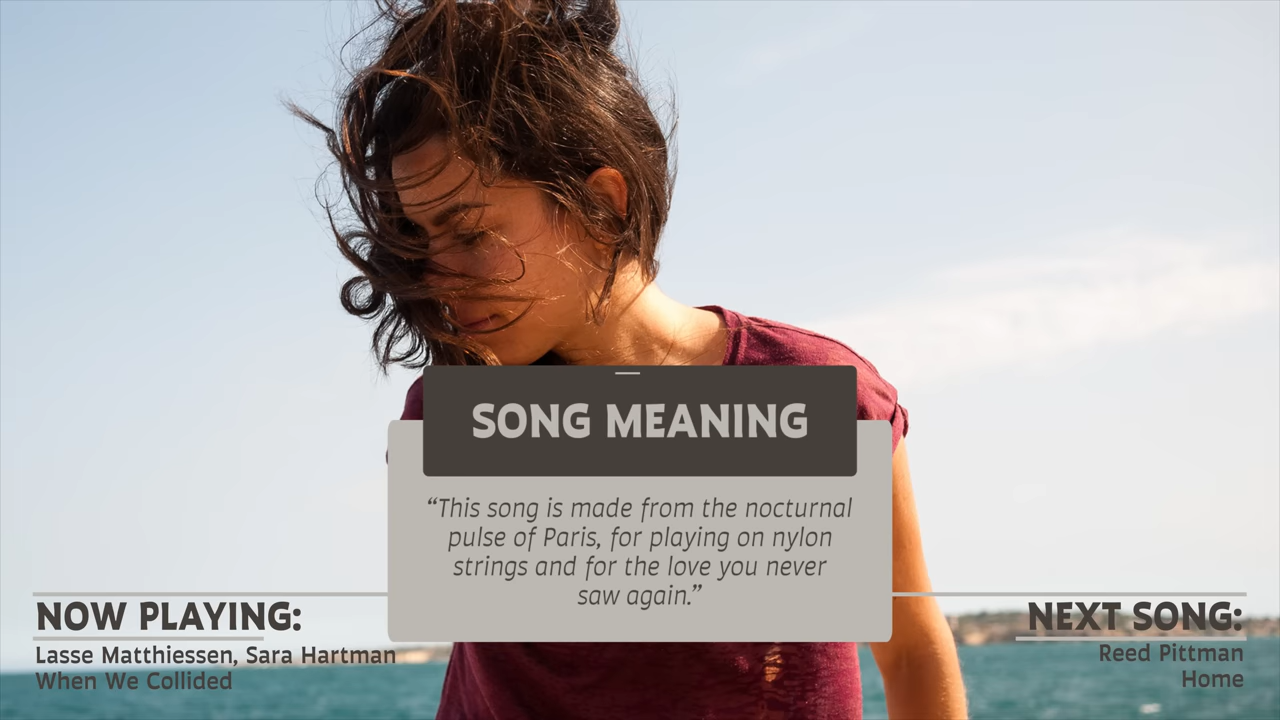 SONG MEANING
“This song is made from the nocturnal
pulse of Paris, for playing on nylon
strings and for the love you never
saw again.”
NOW PLAYING:
Lasse Matthiessen, Sara Hartman
When We Collided
NEXT SONG:
Reed Pittman
Home